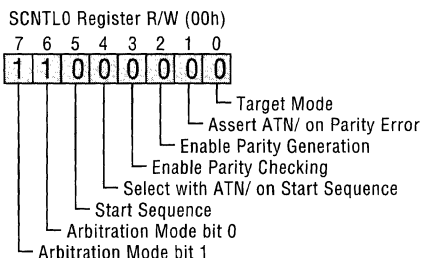 SCNTL0 Register R/W (00h)
7 6 5 4 3 2 1 0
1 1 0 0 0 0 0 0
Target Mode
Assert ATN/ on Parity Error
Enable Parity Generation
Enable Parity Checking
Select with ATN/ on Start Sequence
Start Sequence
Arbitration Mode bit 0
Arbitration Mode bit 1